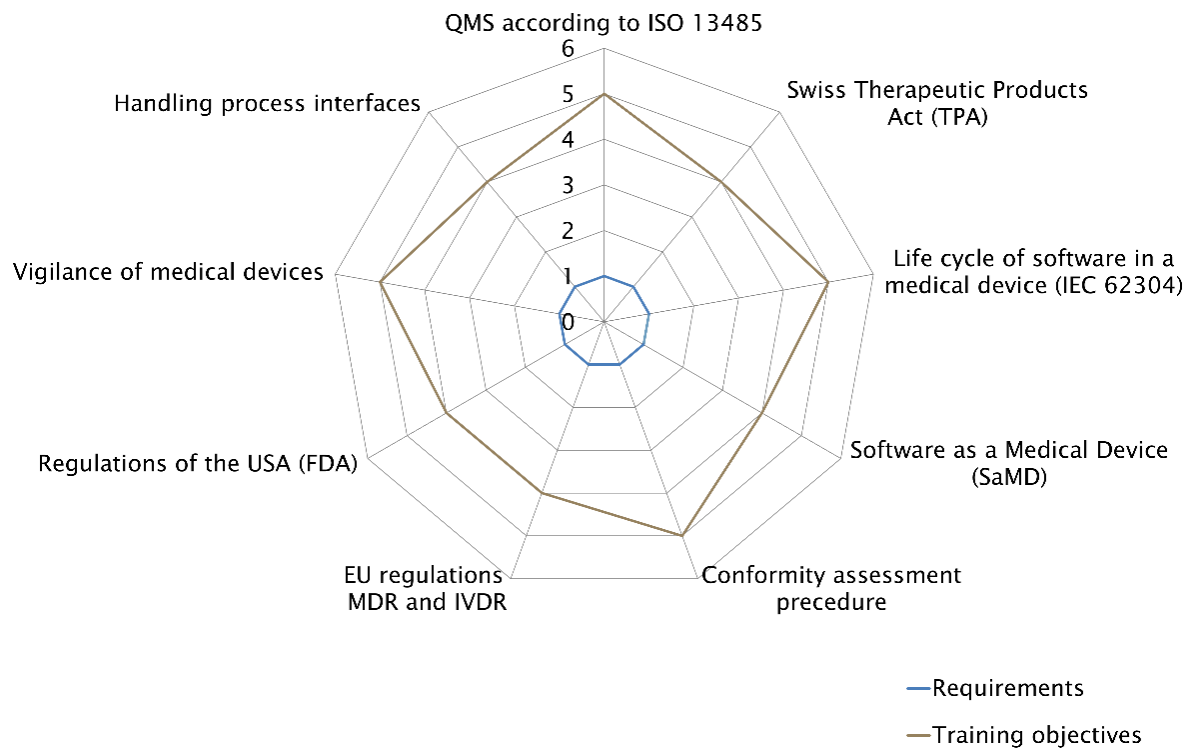 QMS according to ISO 13485
6
5
4
3
2
1
0
Swiss Therapeutic Products
Act (TPA)
Life cycle of software in a
medical device (IEC 62304)
Software as a Medical Device
(SaMD)
Conformity assessment
precedure
EU regulations
MDR and IVDR
Regulations of the USA (FDA)
Vigilance of medical devices
Handling process interfaces
Requirements
Training objectives